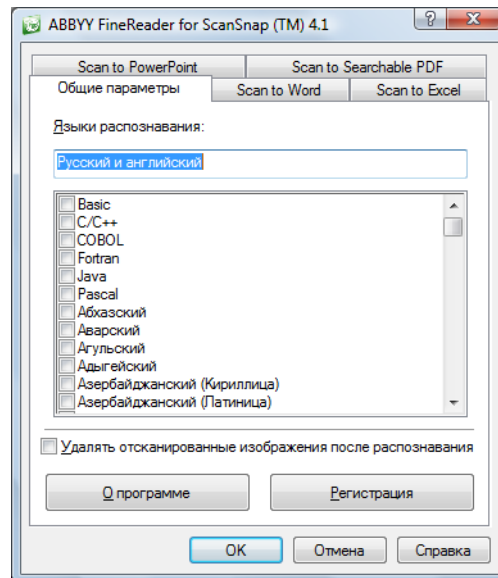 ABBYY FineReader for ScanSnap (TM) 4.1
Scan to PowerPoint Scan to Searchable PDF
Общие параметры Scan to Word Scan to Excel
Языки распознавания:
Русский и английский
Basic
C/C++
COBOL
Fortran
Java
Pascal
Абхазский
Аварский
Агульский
Адыгейский
Азербайджанский (Кириллица)
Азербайджанский (Латиница)
Удалять отсканированные изображения после распознавания
О программе Регистрация
OK Отмена Справка